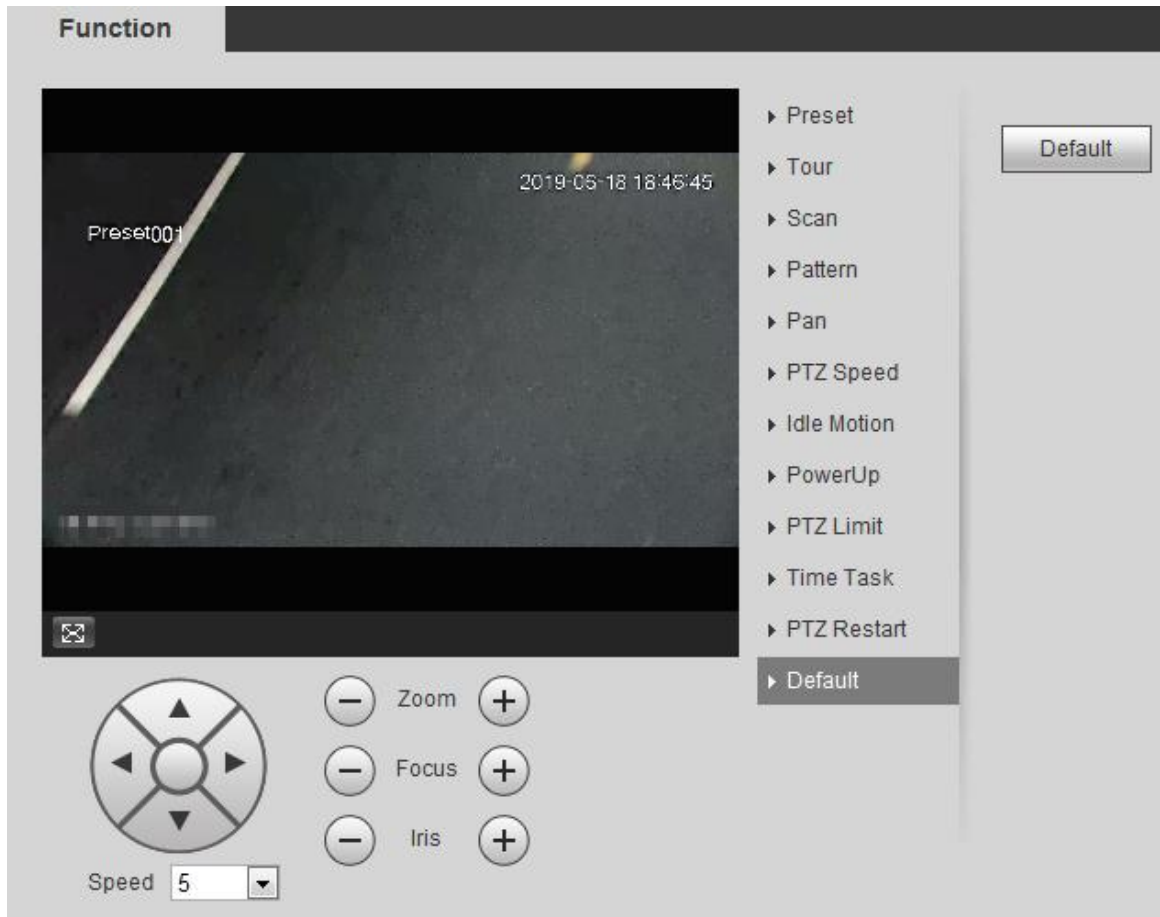 Function
2019-05-18 18:46:45
Preset001
Preset
Tour
Scan
Pattern
Pan
PTZ Speed
Idle Motion
PowerUp
PTZ Limit
Time Task
PTZ Restart
Default
Default
Zoom
Focus
Iris
Speed 5